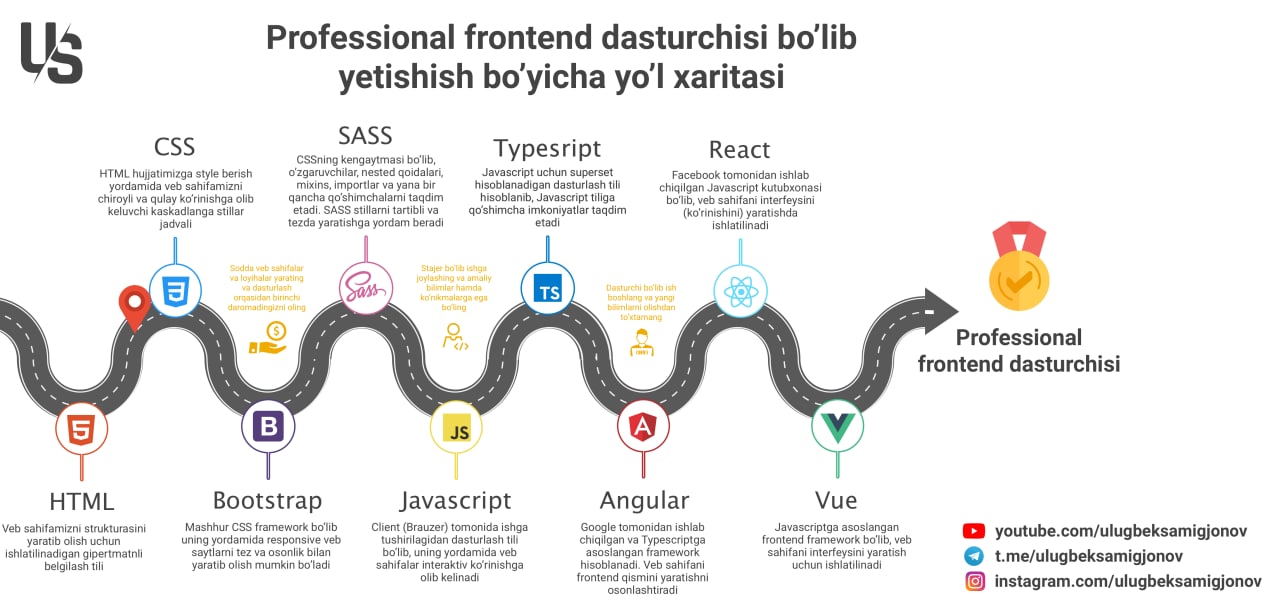 US
Professional frontend dasturchisi bo’lib
yetishish bo’yicha yo’l xaritasi
CSS
HTML hujjatimizga style berish
yordamida veb sahifamizni
chiroyli va qulay ko’rinishga olib
keluvchi kaskadlanga stillar
jadvali
SASS
CSSning kengaytmasi bo’lib,
o’zgaruvchilar, nested qoidalari,
mixins, importlar va yana bir
qancha qo’shimchalarni taqdim
etadi. SASS stillarni tartibli va
tezda yaratishga yordam beradi
Typesript
Javascript uchun superset
hisoblanadigan dasturlash tili
hisoblanib, Javascript tiliga
qo’shimcha imkoniyatlar taqdim
etadi
React
Facebook tomonidan ishlab
chiqilgan Javascript kutubxonasi
bo’lib, veb sahifani interfeysini
(ko’rinishini) yaratishda
ishlatilinadi
Sodda veb sahifalar
va loyihalar yarating
va dasturlash
orqasidan birinchi
daromadingizni oling
$
Sass
Stajer bo’lib ishga
joylashing va amaliy
bilimlar hamda
ko’nikmalarga ega
bo’ling
TS
Dasturchi bo’lib ish
boshlang va yangi
bilimlarni olishdan
to’xtamang
Professional
frontend dasturchisi
5
B
JS
A
HTML
Veb sahifamizni strukturasini
yaratib olish uchun
ishlatilinadigan gipertmatnli
belgilash tili
Bootstrap
Mashhur CSS framework bo’lib
uning yordamida responsive veb
saytlarni tez va osonlik bilan
yaratib olish mumkin bo’ladi
Javascript
Client (Brauzer) tomonida ishga
tushirilagidan dasturlash tili
bo’lib, uning yordamida veb
sahifalar interaktiv ko’rinishga
olib kelinadi
Angular
Google tomonidan ishlab
chiqilgan va Typescriptga
asoslangan framework
hisoblanadi. Veb sahifani
frontend qismini yaratishni
osonlashtiradi
Vue
Javascriptga asoslangan
frontend framework bo’lib, veb
sahifani interfeysini yaratish
uchun ishlatilinadi
youtube.com/ulugbeksamigjonov
t.me/ulugbeksamigjonov
instagram.com/ulugbeksamigjonov